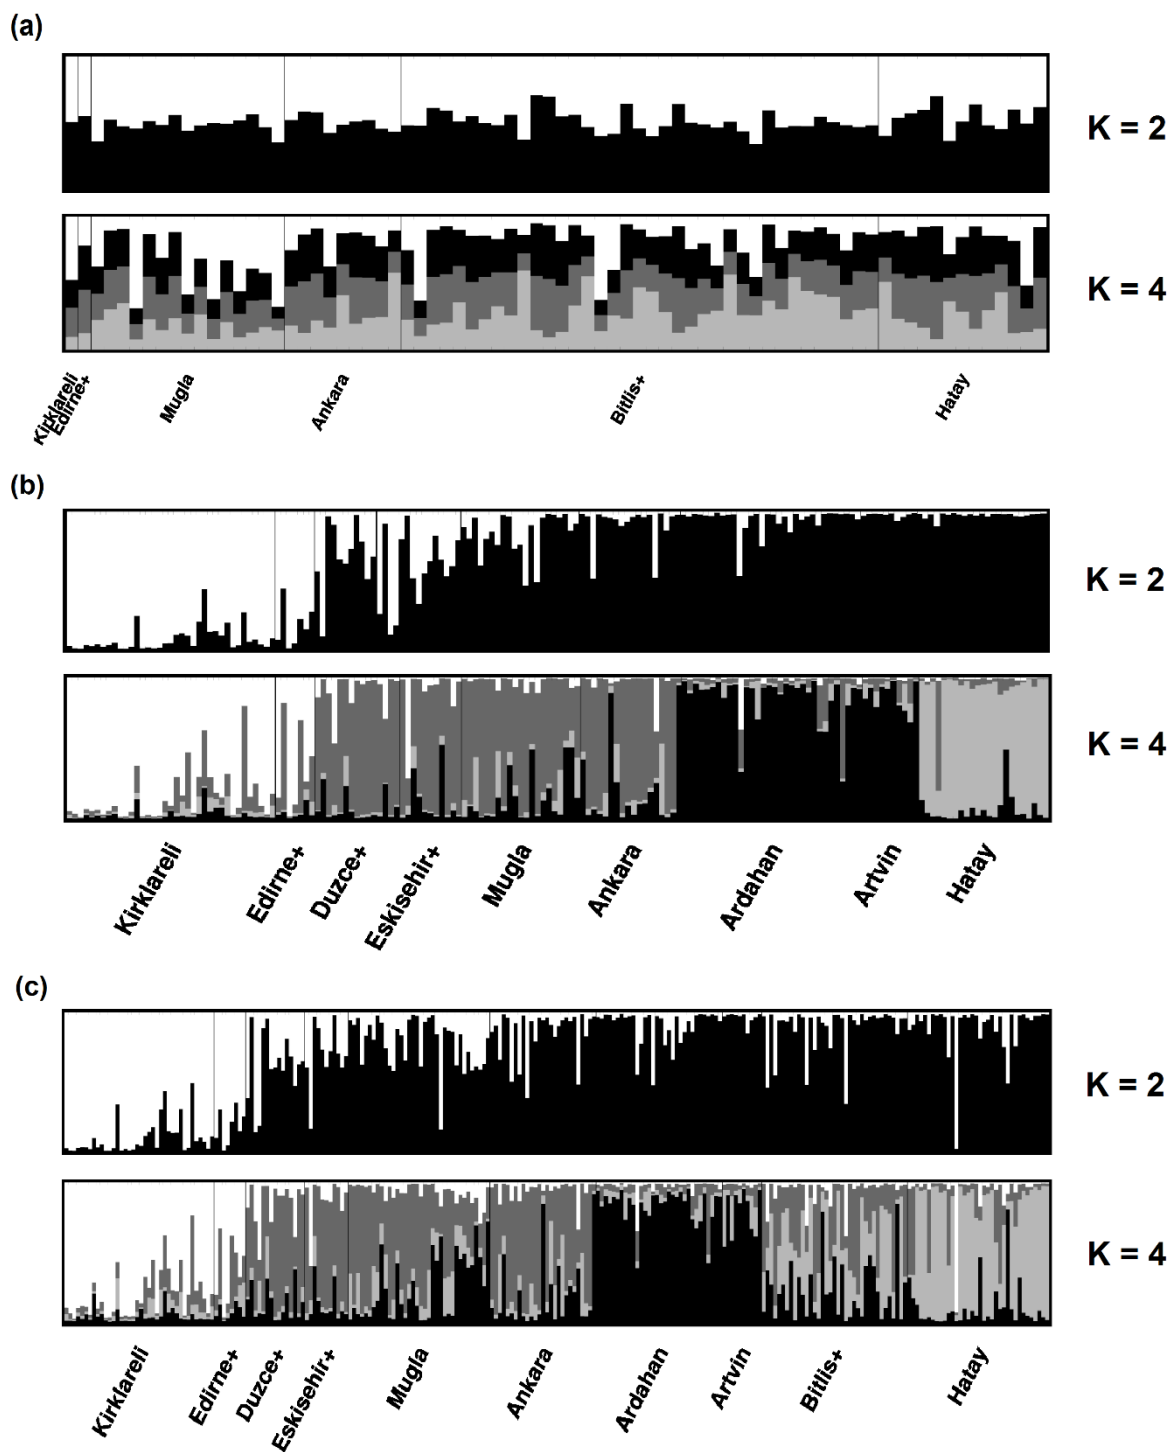 (a)
K = 2
K = 4
Kirklareli
Edirne+
Mugla
Ankara
Bitlis+
Hatay
(b)
K = 2
K = 4
Kirklareli
Edirne+
Duzce+
Eskisehir+
Mugla
Ankara
Ardahan
Artvin
Hatay
(c)
K = 2
K = 4
Kirklareli
Edirne+
Duzce+
Eskisehir+
Mugla
Ankara
Ardahan
Artvin
Bitlis+
Hatay